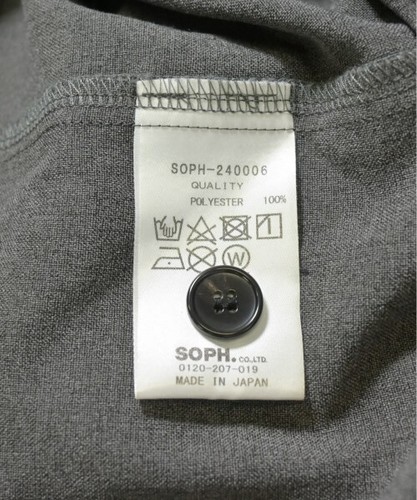 SOPH-240006
QUALITY
POLYESTER 100%
W
SOPH. CO.,LTD.
0120-207-019
MADE IN JAPAN